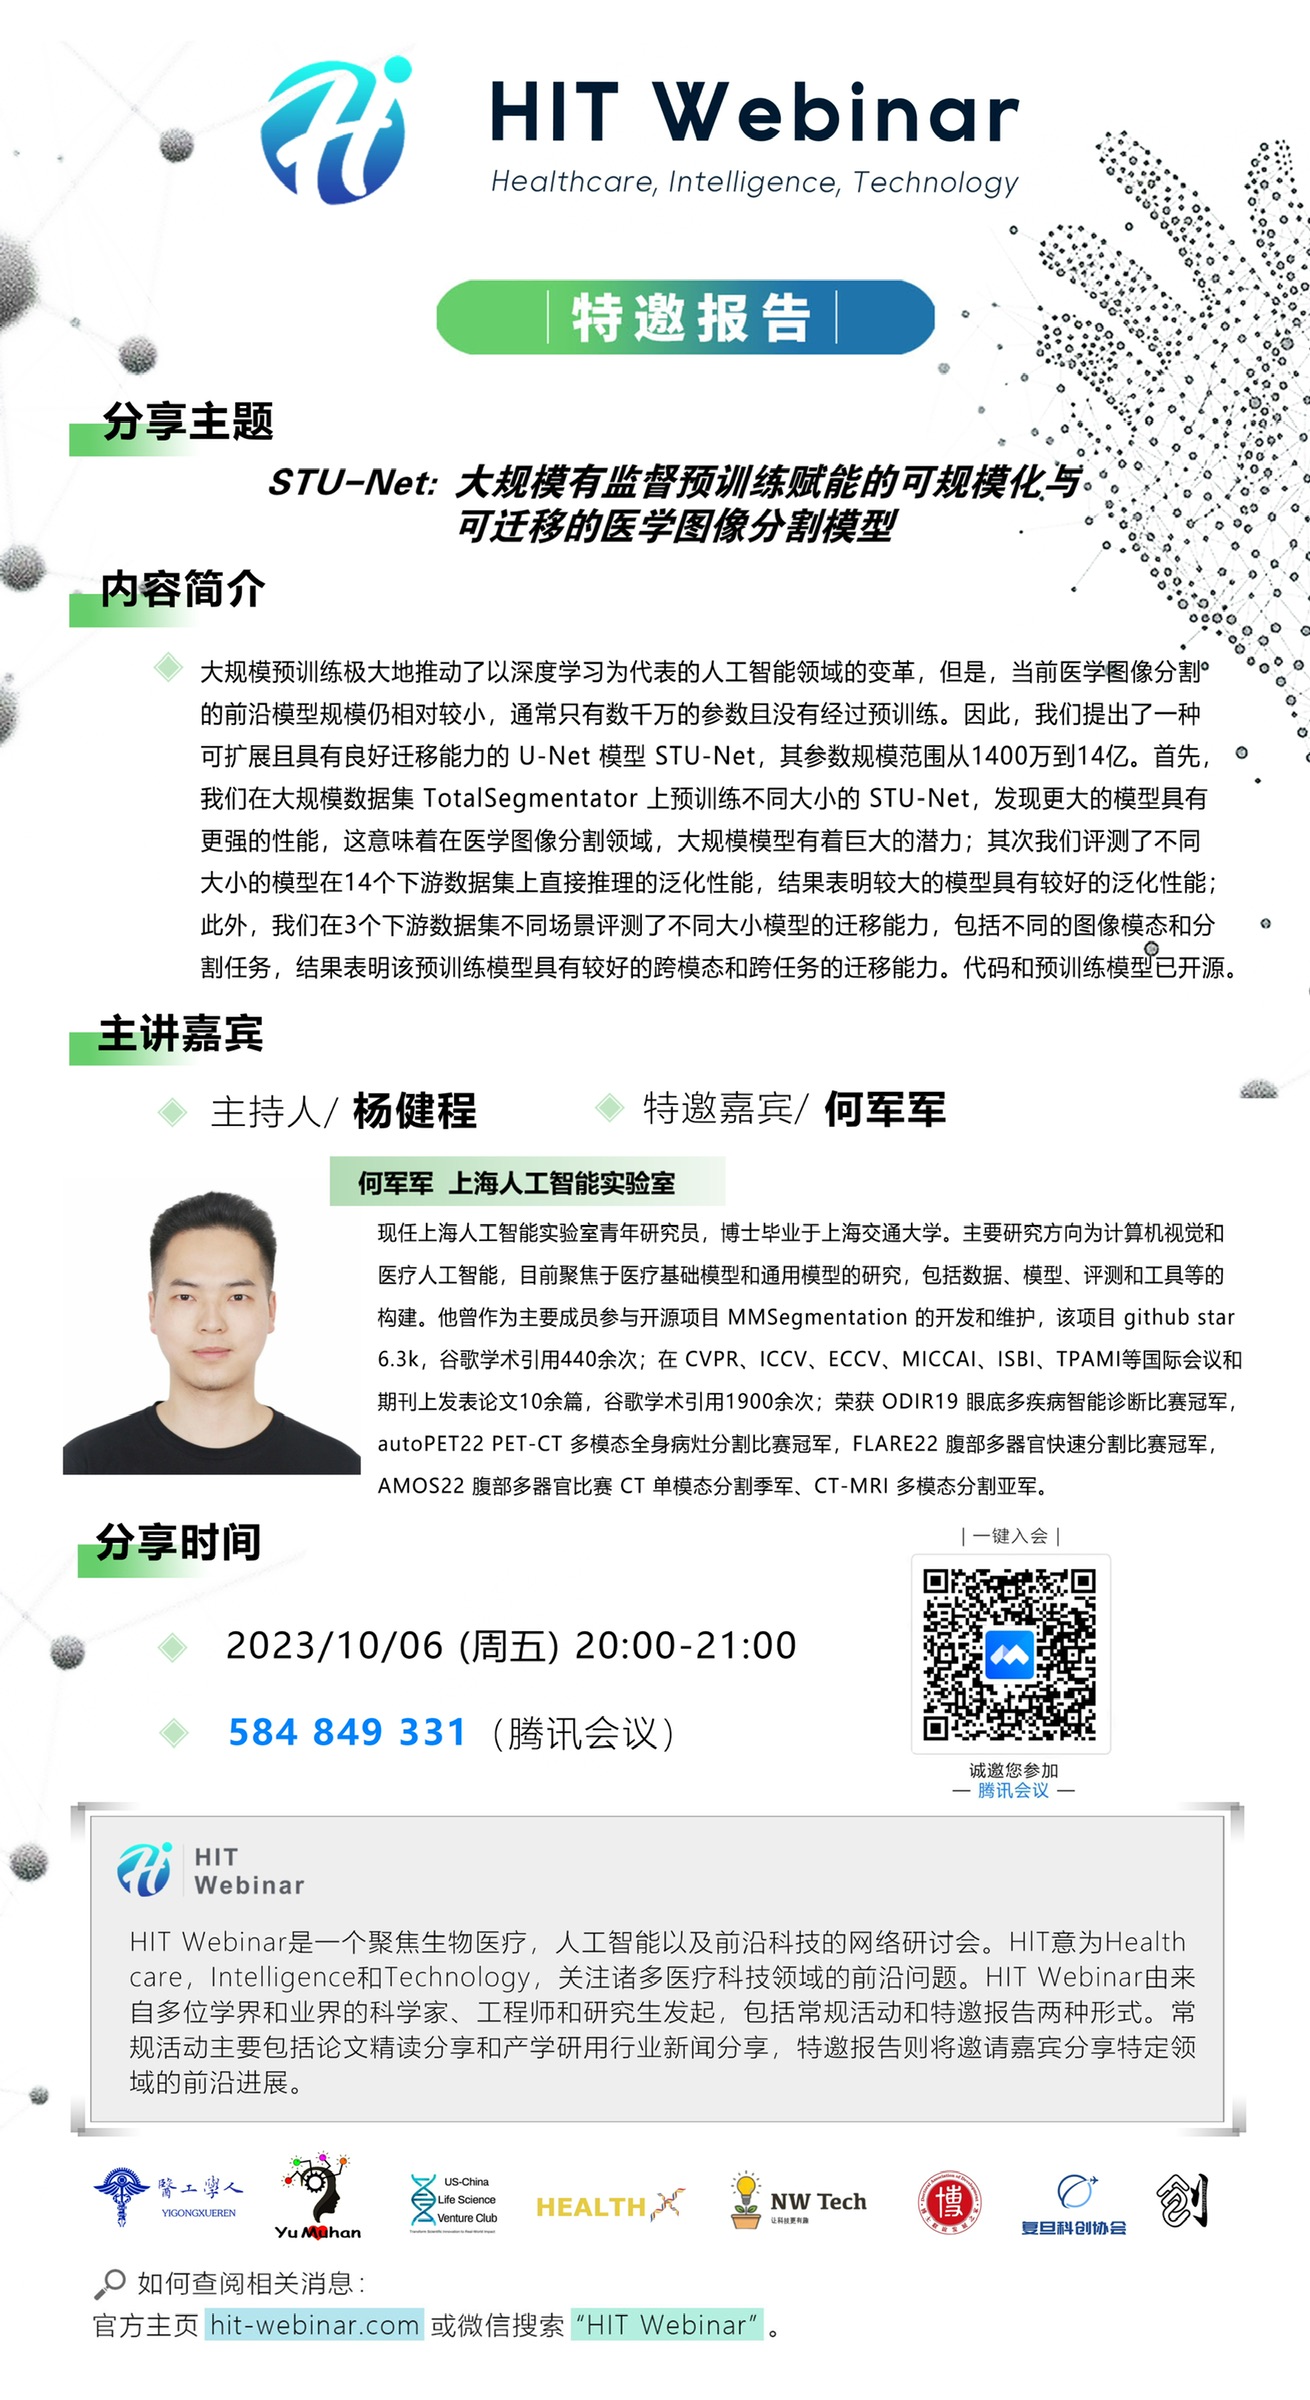 HIT Webinar
Healthcare, Intelligence, Technology
特邀报告
分享主题
STU-Net: 大规模有监督预训练赋能的可规模化与
可迁移的医学图像分割模型
内容简介
大规模预训练极大地推动了以深度学习为代表的人工智能领域的变革，但是，当前医学图像分割
的前沿模型规模仍相对较小，通常只有数千万的参数且没有经过预训练。因此，我们提出了一种
可扩展且具有良好迁移能力的 U-Net 模型 STU-Net，其参数规模范围从1400万到14亿。首先，
我们在大规模数据集 TotalSegmentator 上预训练不同大小的 STU-Net，发现更大的模型具有
更强的性能，这意味着在医学图像分割领域，大规模模型有着巨大的潜力；其次我们评测了不同
大小的模型在14个下游数据集上直接推理的泛化性能，结果表明较大的模型具有较好的泛化性能；
此外，我们在3个下游数据集不同场景评测了不同大小模型的迁移能力，包括不同的图像模态和分
割任务，结果表明该预训练模型具有较好的跨模态和跨任务的迁移能力。代码和预训练模型已开源。
主讲嘉宾
主持人/ 杨健程
特邀嘉宾/ 何军军
何军军 上海人工智能实验室
现任上海人工智能实验室青年研究员，博士毕业于上海交通大学。主要研究方向为计算机视觉和
医疗人工智能，目前聚焦于医疗基础模型和通用模型的研究，包括数据、模型、评测和工具等的
构建。他曾作为主要成员参与开源项目 MMSegmentation 的开发和维护，该项目 github star
6.3k，谷歌学术引用440余次；在 CVPR、ICCV、ECCV、MICCAI、ISBI、TPAMI等国际会议和
期刊上发表论文10余篇，谷歌学术引用1900余次；荣获 ODIR19 眼底多疾病智能诊断比赛冠军，
autoPET22 PET-CT 多模态全身病灶分割比赛冠军，FLARE22 腹部多器官快速分割比赛冠军，
AMOS22 腹部多器官比赛 CT 单模态分割季军、CT-MRI 多模态分割亚军。
分享时间
| 一键入会 |
2023/10/06 (周五) 20:00-21:00
584 849 331（腾讯会议）
诚邀您参加
— 腾讯会议 —
HIT
Webinar
HIT Webinar是一个聚焦生物医疗，人工智能以及前沿科技的网络研讨会。HIT意为Health
care，Intelligence和Technology，关注诸多医疗科技领域的前沿问题。HIT Webinar由来
自多位学界和业界的科学家、工程师和研究生发起，包括常规活动和特邀报告两种形式。常
规活动主要包括论文精读分享和产学研用行业新闻分享，特邀报告则将邀请嘉宾分享特定领
域的前沿进展。
醫工學人
YIGONGXUEREN
Yu Muhan
US-China
Life Science
Venture Club
HEALTH
NW Tech
让科技更有趣
博
复旦科创协会
创
如何查阅相关消息：
官方主页 hit-webinar.com 或微信搜索 “HIT Webinar” 。